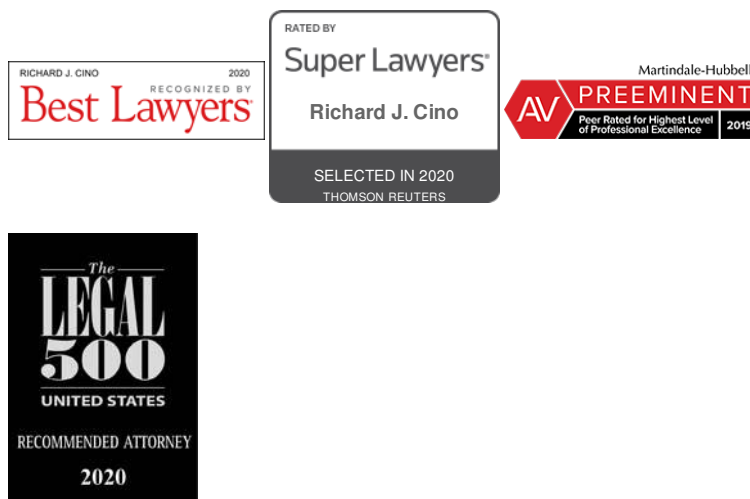 RICHARD J. CINO 2020
RECOGNIZED BY
Best Lawyers
RATED BY
Super Lawyers®
Richard J. Cino
SELECTED IN 2020
THOMSON REUTERS
Martindale-Hubbell
AV PREEMINENT
Peer Rated for Highest Level
of Professional Excellence
2019
The
LEGAL
500
UNITED STATES
RECOMMENDED ATTORNEY
2020